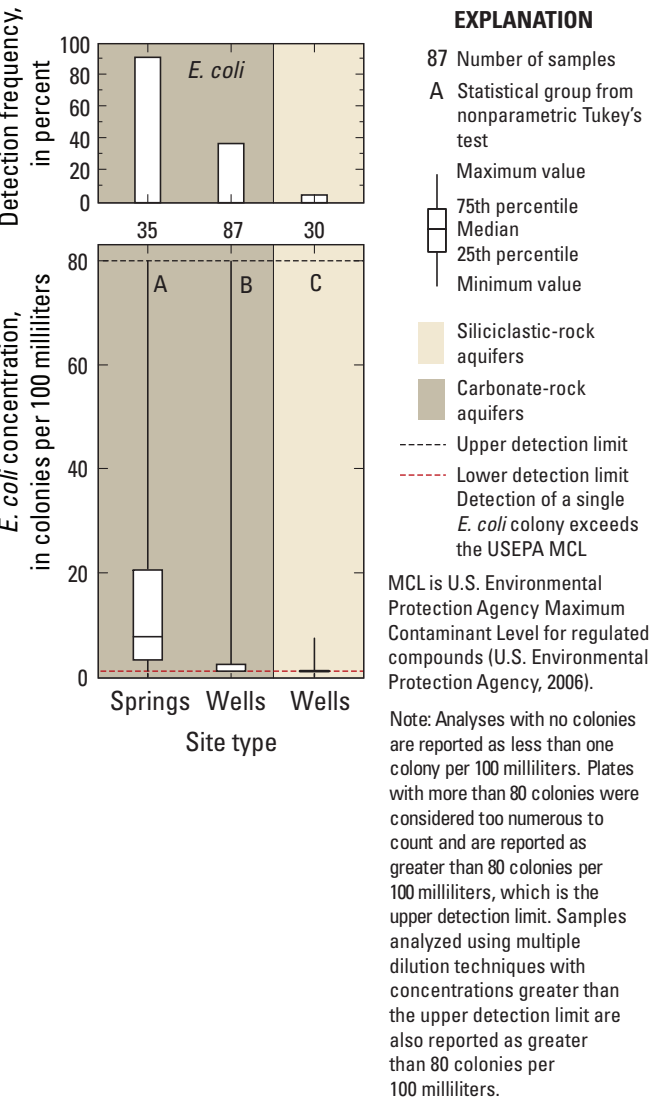 Detection frequency,
in percent
100
80
60
40
20
0
E. coli
35 87 30
E. coli concentration,
in colonies per 100 milliliters
80
60
40
20
0
A B C
Springs Wells Wells
Site type
EXPLANATION
87 Number of samples
A Statistical group from
nonparametric Tukey's
test
Maximum value
75th percentile
Median
25th percentile
Minimum value
Siliciclastic-rock
aquifers
Carbonate-rock
aquifers
Upper detection limit
Lower detection limit
Detection of a single
E. coli colony exceeds
the USEPA MCL
MCL is U.S. Environmental
Protection Agency Maximum
Contaminant Level for regulated
compounds (U.S. Environmental
Protection Agency, 2006).
Note: Analyses with no colonies
are reported as less than one
colony per 100 milliliters. Plates
with more than 80 colonies were
considered too numerous to
count and are reported as
greater than 80 colonies per
100 milliliters, which is the
upper detection limit. Samples
analyzed using multiple
dilution techniques with
concentrations greater than
the upper detection limit are
also reported as greater
than 80 colonies per
100 milliliters.